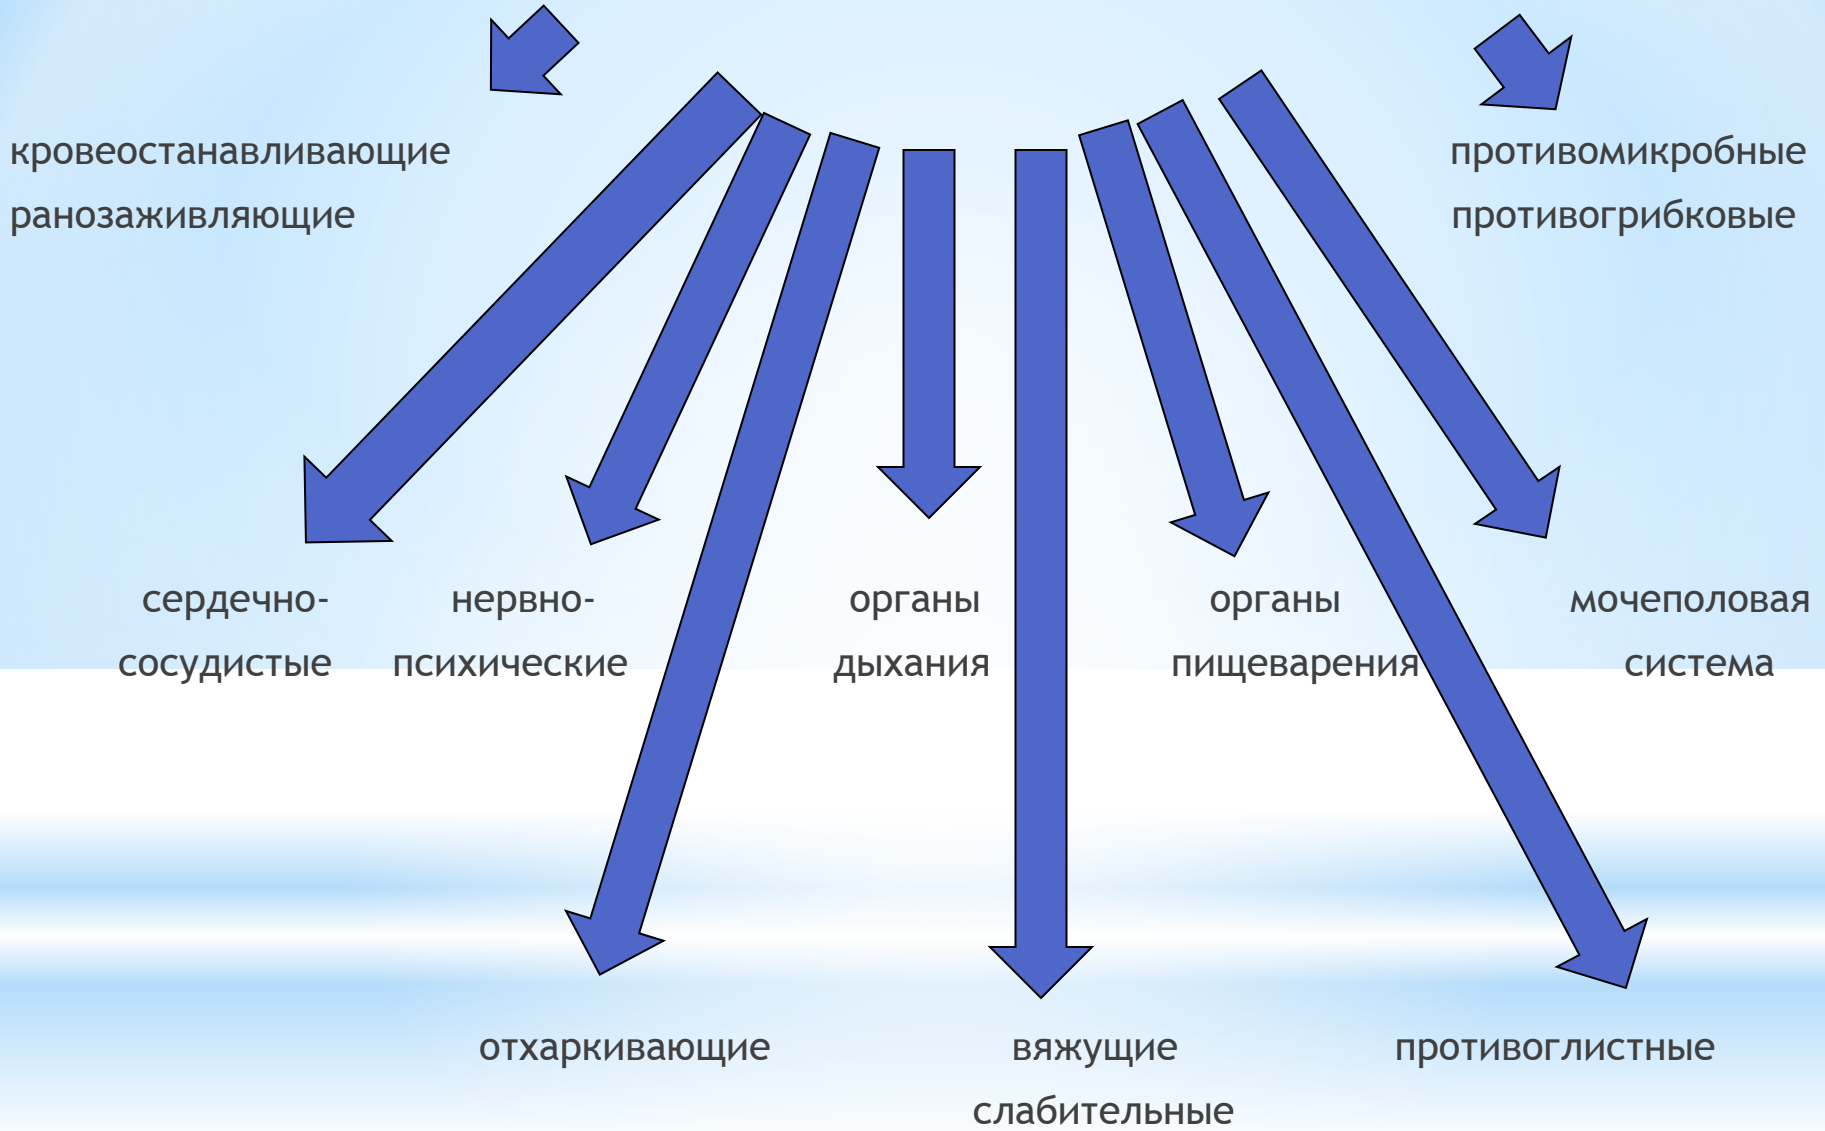 кровеостанавливающие
ранозаживляющие
противомикробные
противогрибковые
сердечно-
сосудистые
нервно-
психические
органы
дыхания
органы
пищеварения
мочеполовая
система
отхаркивающие
вяжущие
слабительные
противоглистные